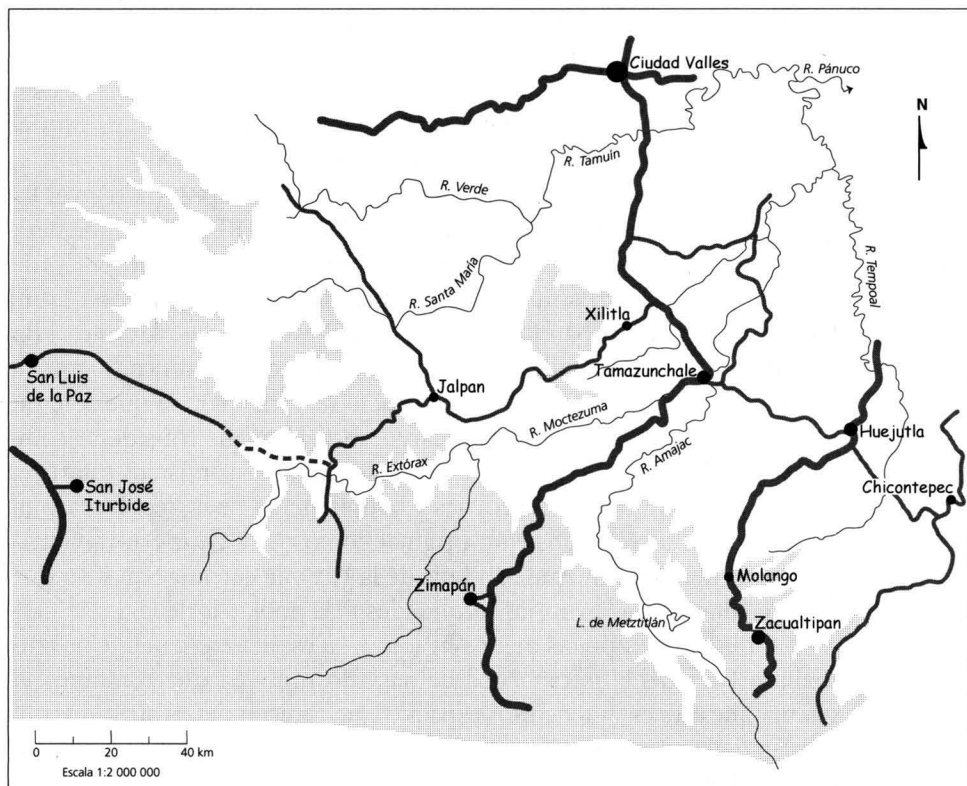 Ciudad Valles
R. Pánuco
N
R. Tamuín
R. Verde
R. Tempoal
R. Santa María
Xilitla
San Luis
de la Paz
Tamazunchale
Jalpan
R. Moctezuma
Huejutla
R. Extórax
R. Amajac
San José
Iturbide
Chicontepec
Zimapán
Molango
L. de Metztitlán
Zacualtipan
0 20 40 km
Escala 1:2 000 000